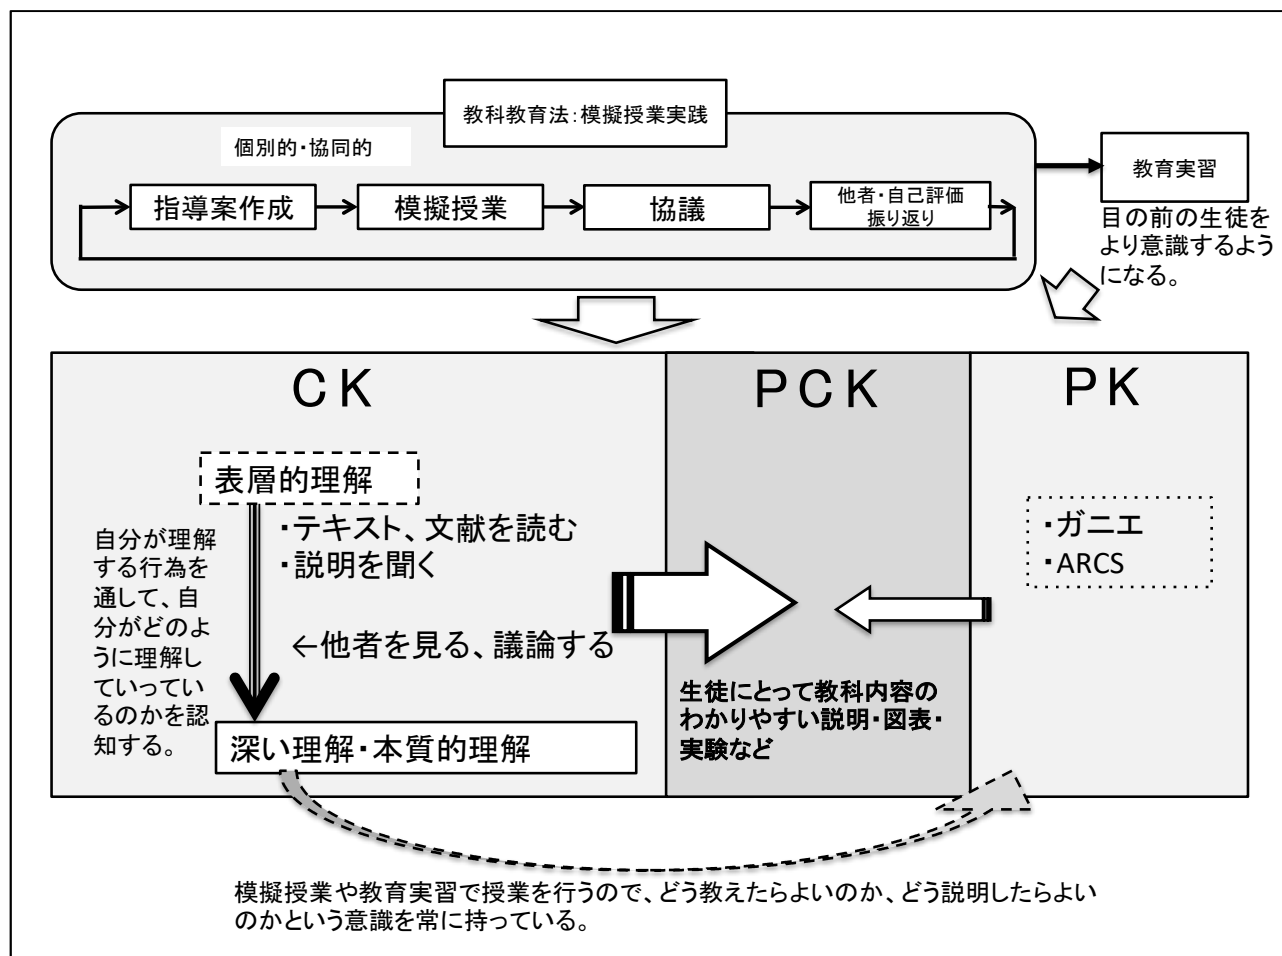 教科教育法：模擬授業実践
個別的・協同的
指導案作成
模擬授業
協議
他者・自己評価
振り返り
教育実習
目の前の生徒を
より意識するよう
になる。
ＣＫ
ＰＣＫ
ＰＫ
表層的理解
・テキスト、文献を読む
・説明を聞く
←他者を見る、議論する
自分が理解
する行為を
通して、自
分がどのよ
うに理解し
ていってい
るのかを認
知する。
深い理解・本質的理解
生徒にとって教科内容の
わかりやすい説明・図表・
実験など
・ガニエ
・ARCS
模擬授業や教育実習で授業を行うので、どう教えたらよいのか、どう説明したらよい
のかという意識を常に持っている。